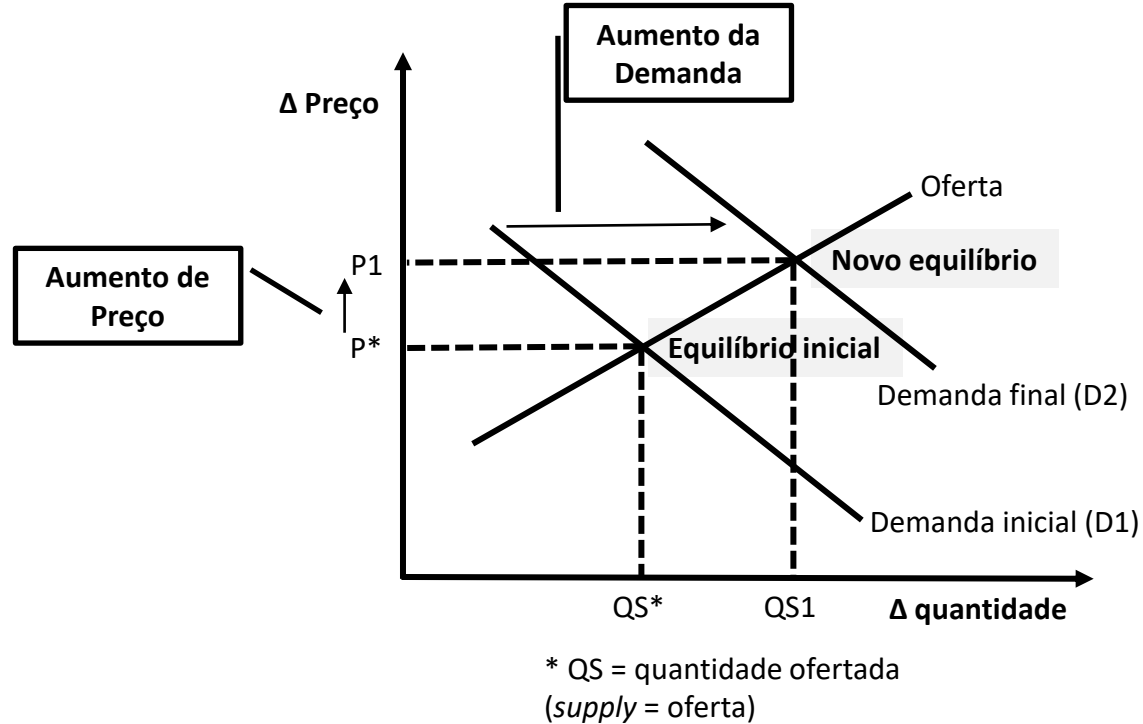 Aumento da
Demanda
Δ Preço
Oferta
Aumento de
Preço
P1
Novo equilíbrio
P*
Equilíbrio inicial
Demanda final (D2)
Demanda inicial (D1)
QS*
QS1
Δ quantidade
* QS = quantidade ofertada
(supply = oferta)